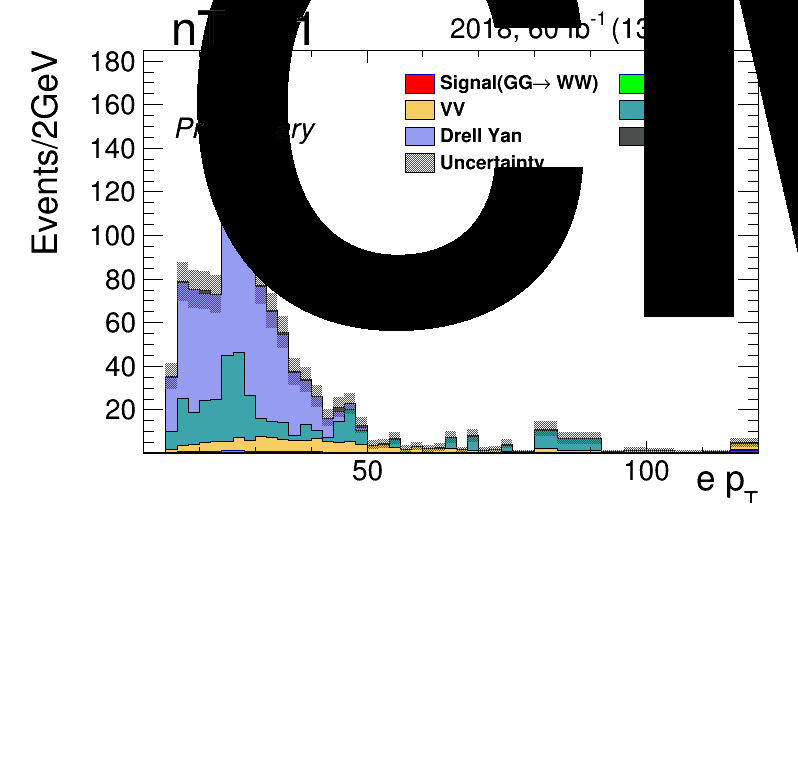 CM
2018, 60 fb-1 (13
180
160
140
120
100
80
60
40
20
Events/2GeV
Signal(GG→ WW)
VV
Drell Yan
Uncertainty
50
100
e pT